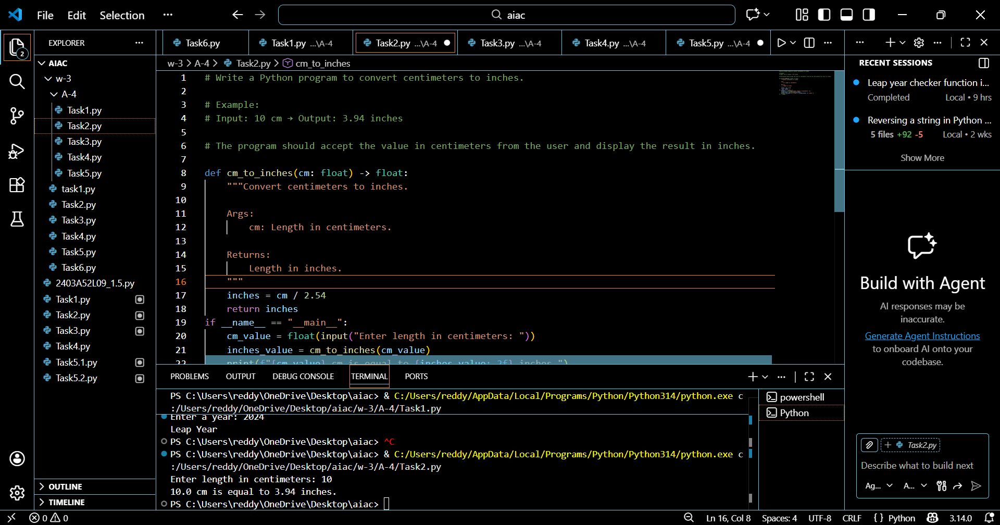 File Edit Selection ··· aiac
EXPLORER ···
AIAC
w-3
A-4
Task1.py
Task2.py
Task3.py
Task4.py
Task5.py
task1.py
Task2.py
Task3.py
Task4.py
Task5.py
Task6.py
2403A52L09_1.5.py
Task1.py
Task2.py
Task3.py
Task4.py
Task5.1.py
Task5.2.py
OUTLINE
TIMELINE
2
Task6.py Task1.py ...\A-4 Task2.py ...\A-4 Task3.py ...\A-4 Task4.py ...\A-4 Task5.py ...\A-4
w-3 > A-4 > Task2.py > cm_to_inches
1 # Write a Python program to convert centimeters to inches.
2
3 # Example:
4 # Input: 10 cm → Output: 3.94 inches
5
6 # The program should accept the value in centimeters from the user and display the result in inches.
7
8 def cm_to_inches(cm: float) -> float:
9 """Convert centimeters to inches.
10
11 Args:
12 cm: Length in centimeters.
13
14 Returns:
15 Length in inches.
16 """
17 inches = cm / 2.54
18 return inches
19 if __name__ == "__main__":
20 cm_value = float(input("Enter length in centimeters: "))
21 inches_value = cm_to_inches(cm_value)
22 print(f"{cm_value} cm is equal to {inches_value:.2f} inches.")
PROBLEMS OUTPUT DEBUG CONSOLE TERMINAL PORTS
PS C:\Users\reddy\OneDrive\Desktop\aiac> & C:/Users/reddy/AppData/Local/Programs/Python/Python314/python.exe c
:/Users/reddy/OneDrive/Desktop/aiac/w-3/A-4/Task1.py
Enter a year: 2024
Leap Year
PS C:\Users\reddy\OneDrive\Desktop\aiac> ^C
PS C:\Users\reddy\OneDrive\Desktop\aiac> & C:/Users/reddy/AppData/Local/Programs/Python/Python314/python.exe c
:/Users/reddy/OneDrive/Desktop/aiac/w-3/A-4/Task2.py
Enter length in centimeters: 10
10.0 cm is equal to 3.94 inches.
PS C:\Users\reddy\OneDrive\Desktop\aiac>
powershell
Python
RECENT SESSIONS
Leap year checker function i...
Completed Local • 9 hrs
Reversing a string in Python ...
5 files +92 -5 Local • 2 wks
Show More
Build with Agent
AI responses may be
inaccurate.
Generate Agent Instructions
to onboard AI onto your
codebase.
+ Task2.py
Describe what to build next
Ag... A...
0 0 Ln 16, Col 8 Spaces: 4 UTF-8 CRLF {} Python 3.14.0